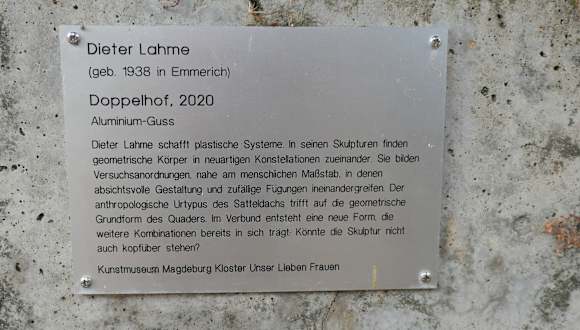 Dieter Lahme
(geb. 1938 in Emmerich)
Doppelhof, 2020
Aluminium-Guss
Dieter Lahme schafft plastische Systeme. In seinen Skulpturen finden
geometrische Körper in neuartigen Konstellationen zueinander. Sie bilden
Versuchsanordnungen, nahe am menschlichen Maßstab, in denen
absichtsvolle Gestaltung und zufällige Fügungen ineinandergreifen. Der
anthropologische Urtypus des Satteldachs trifft auf die geometrische
Grundform des Quaders. Im Verbund entsteht eine neue Form, die
weitere Kombinationen bereits in sich trägt: Könnte die Skulptur nicht
auch kopfüber stehen?
Kunstmuseum Magdeburg Kloster Unser Lieben Frauen